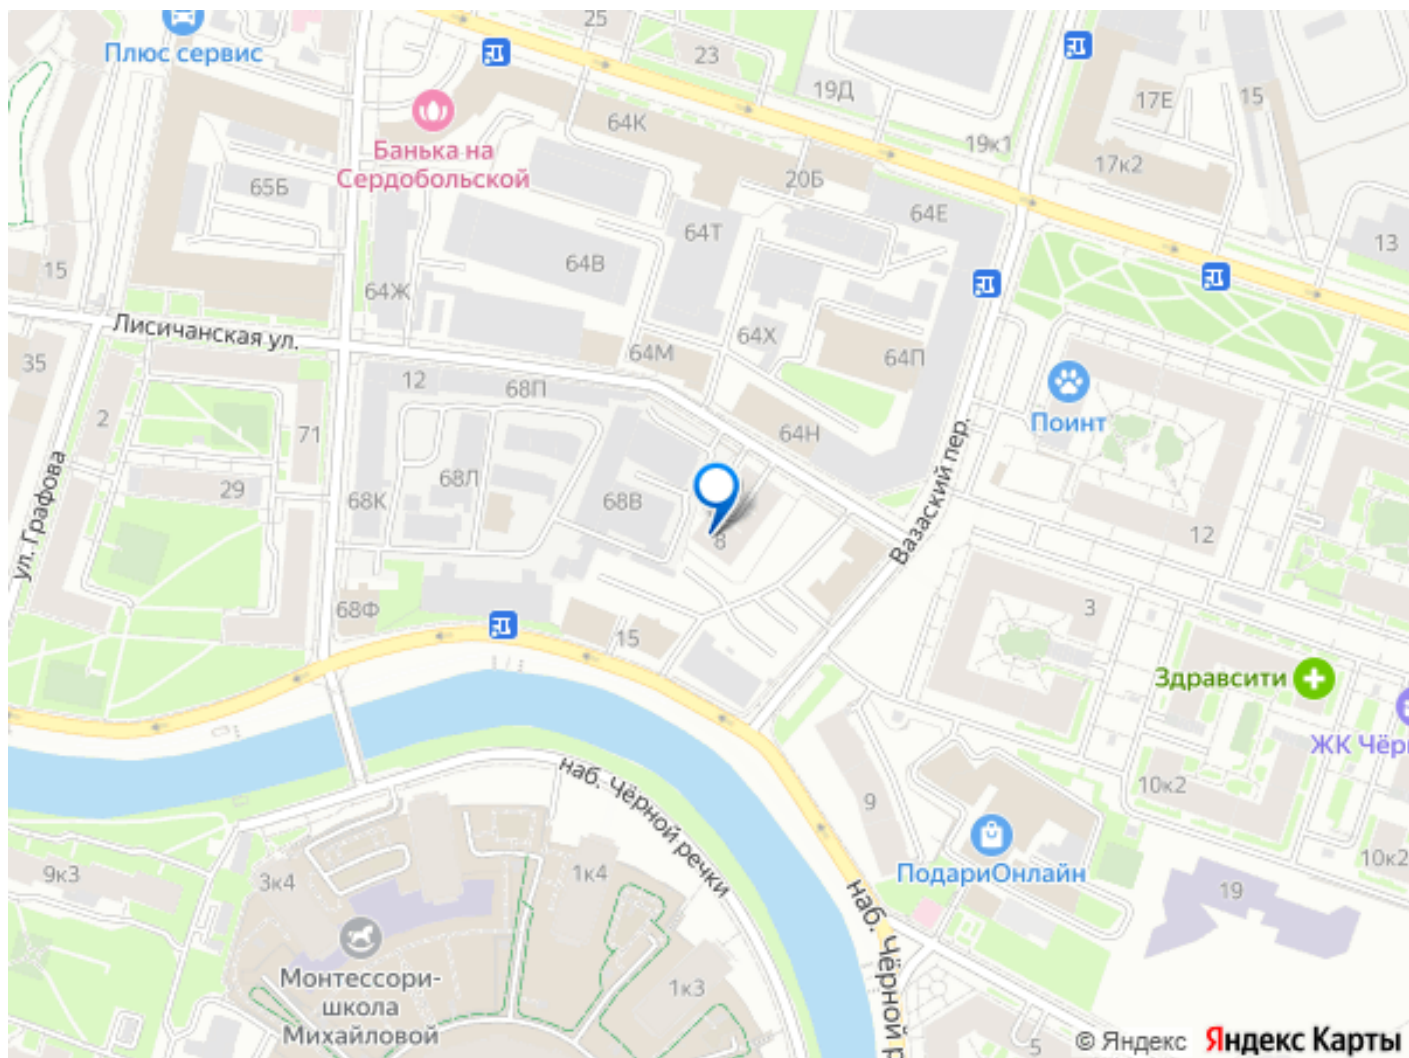 25
23
Плюс сервис
19Д
17Е
15
64К
19к1
17к2
Банька на
Сердобольской
20Б
65Б
64Е
64Т
13
64В
15
64Ж
Лисичанская ул.
64Х
64М
64П
35
12
68П
2
71
64Н
Поинт
Вазаский пер.
ул. Графова
29
68К
68Л
68В
8
12
68Ф
15
3
Здравсити
ЖК Чёр
10к2
наб. Чёрной речки
9
ПодариОнлайн
9к3
3к4
1к4
10к2
19
наб. Чёрной р
Монтессори-
школа
Михайловой
1к3
5
© Яндекс Яндекс Карты